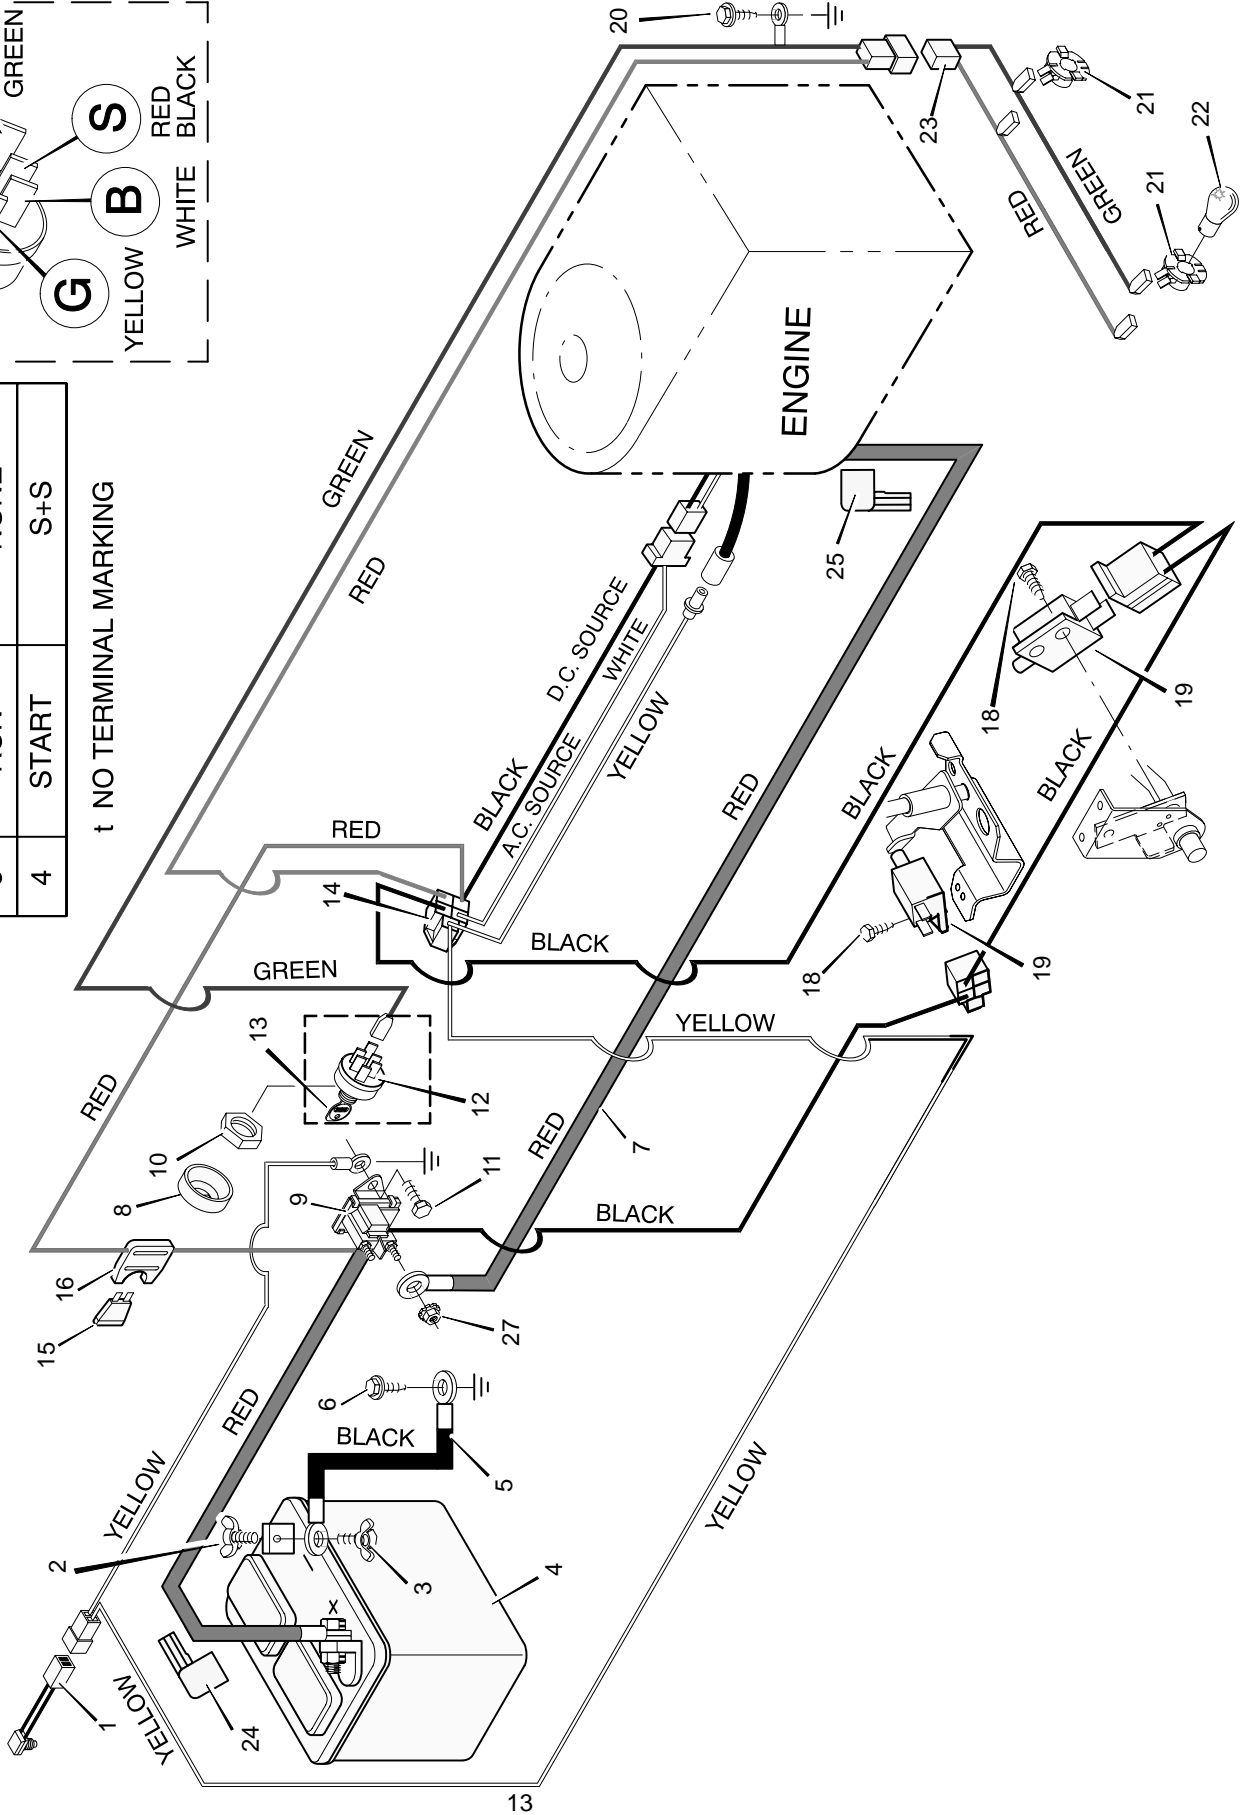 GREEN
S
RED
BLACK
B
WHITE
G
YELLOW
S+S
4
START
t NO TERMINAL MARKING
20
23
21
22
21
RED
GREEN
ENGINE
25
GREEN
RED
D.C. SOURCE
WHITE
BLACK
A.C. SOURCE
YELLOW
RED
14
BLACK
GREEN
RED
BLACK
18
19
BLACK
18
19
YELLOW
13
12
10
8
9
11
RED
7
RED
BLACK
16
15
27
6
BLACK
5
RED
YELLOW
2
3
4
X
1
24
YELLOW
YELLOW
13